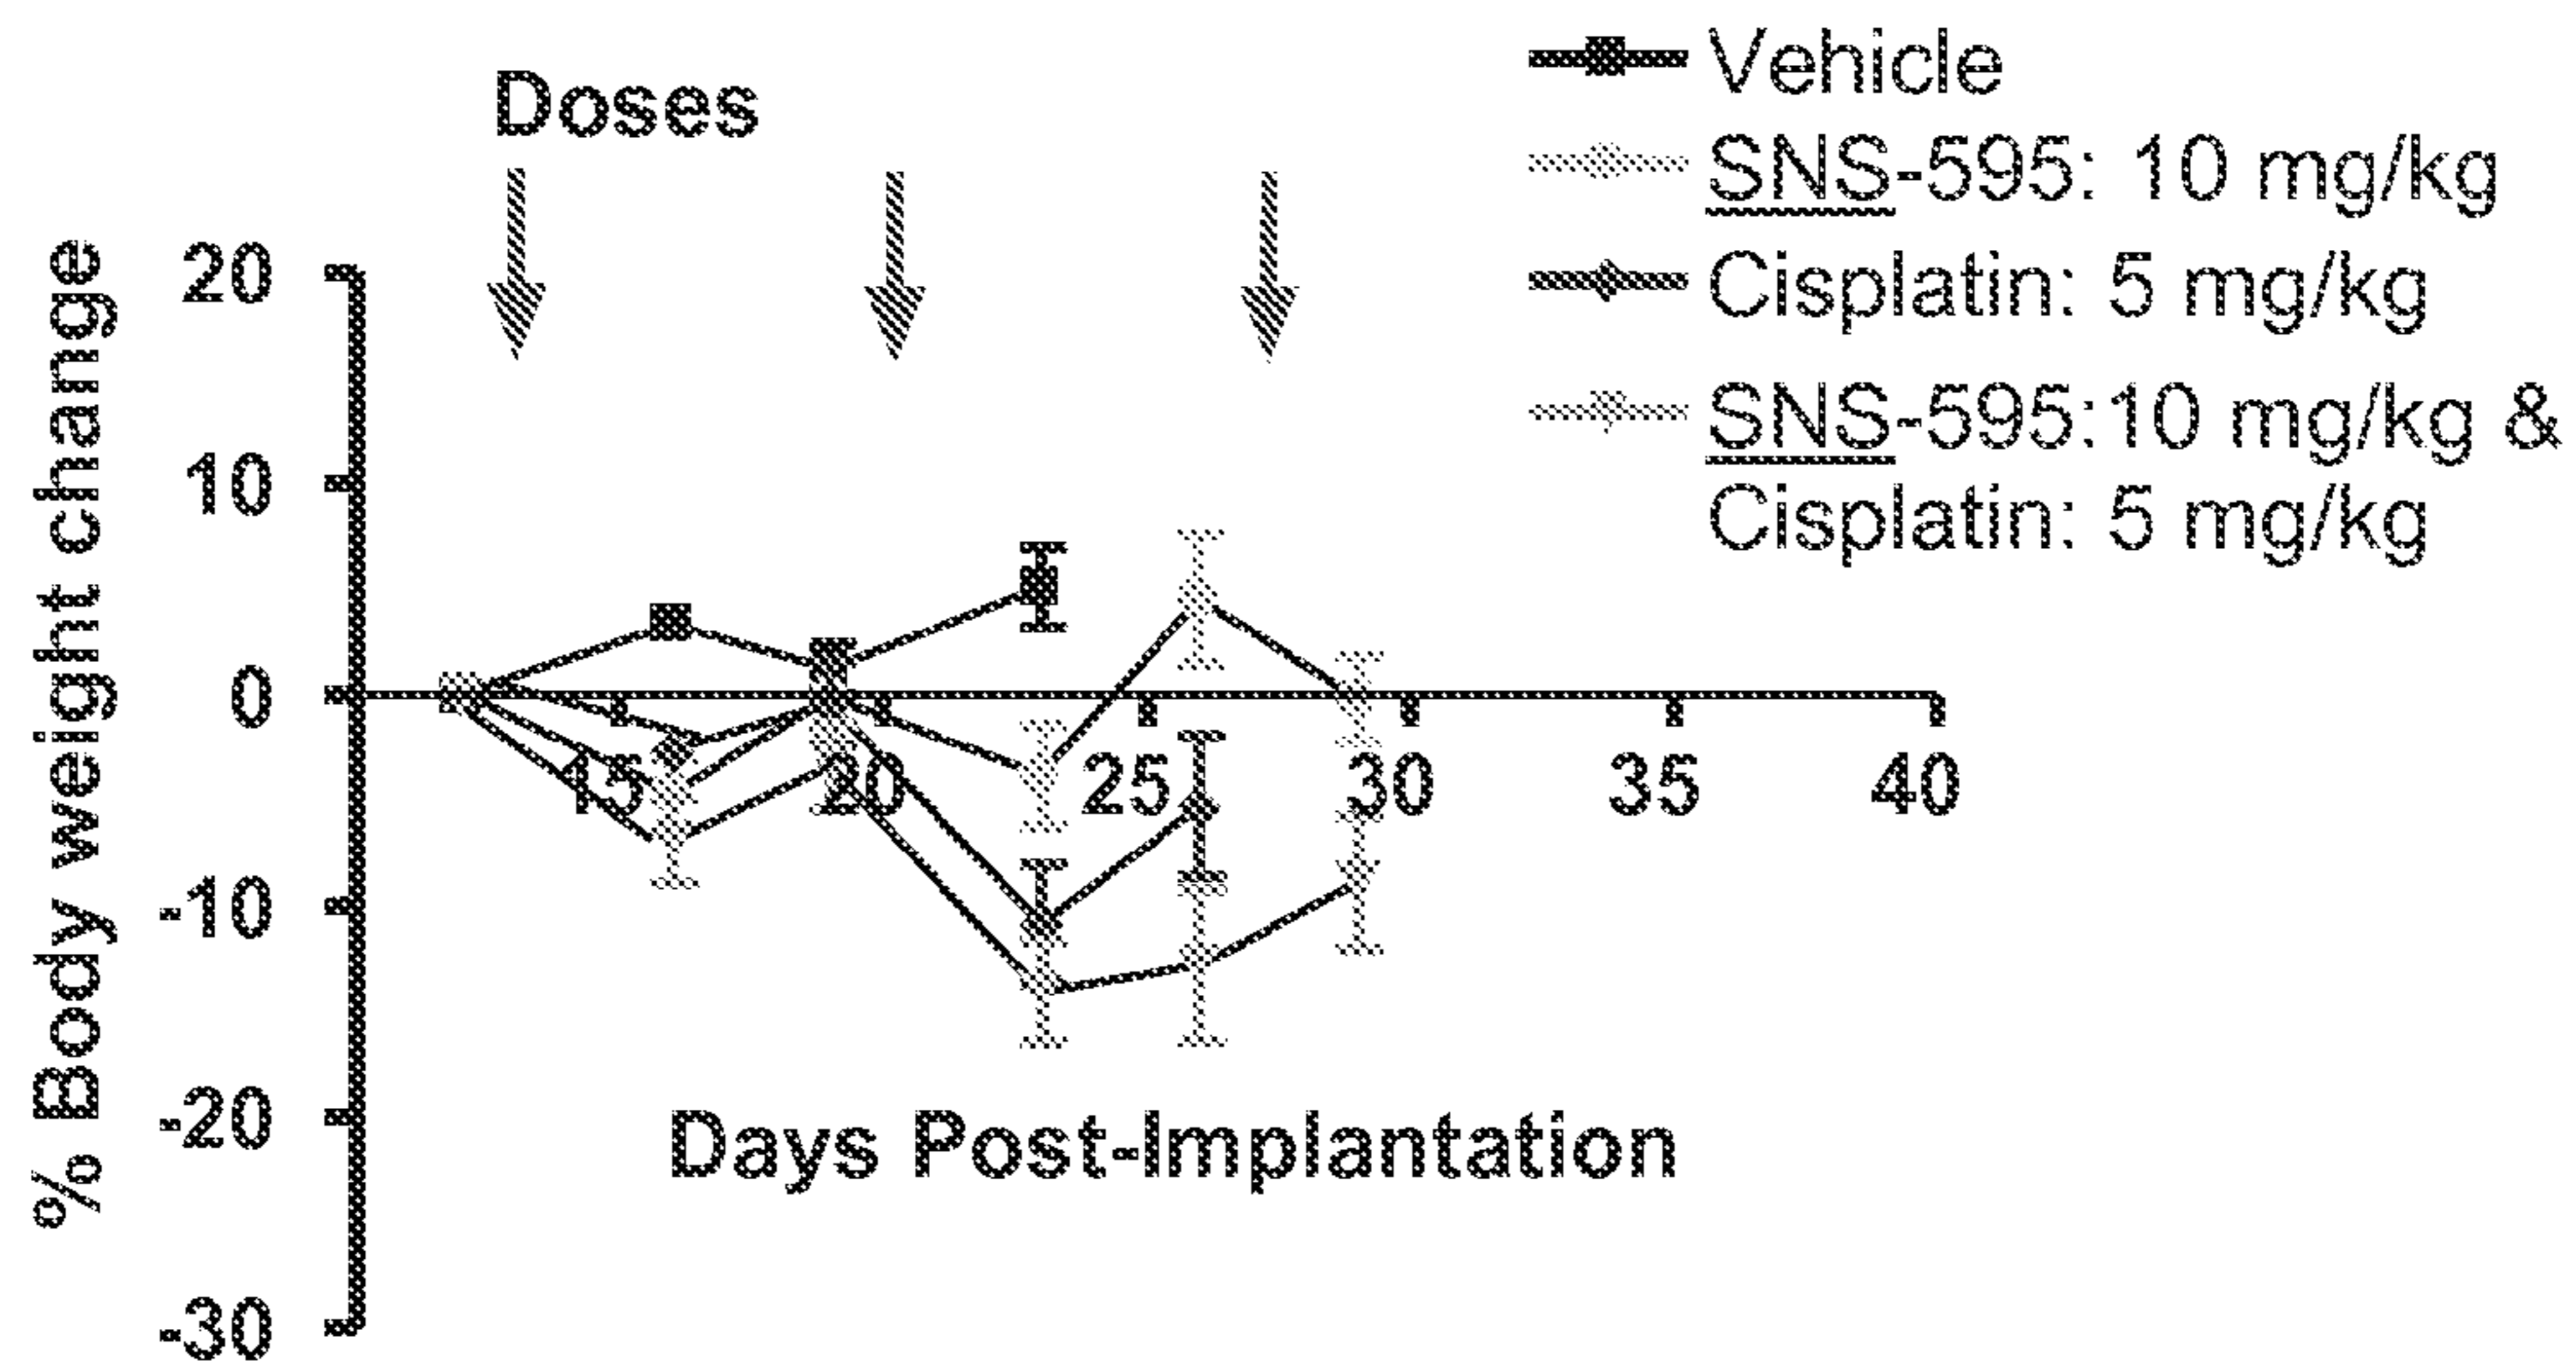 Doses
Vehicle
SNS-595: 10 mg/kg
Cisplatin: 5 mg/kg
SNS-595:10 mg/kg &
Cisplatin: 5 mg/kg
% Body weight change
20
10
0
-10
-20
-30
15
20
25
30
35
40
Days Post-Implantation